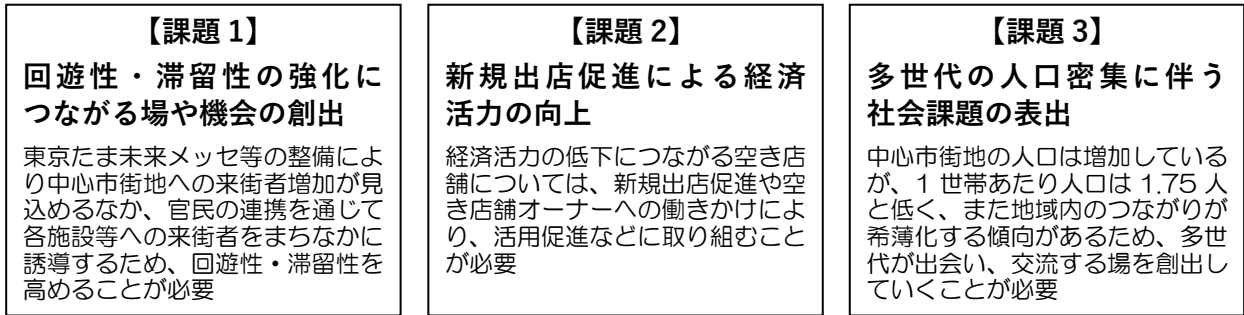 【課題 1】
回遊性・滞留性の強化に
つながる場や機会の創出
東京たま未来メッセ等の整備によ
り中心市街地への来街者増加が見
込めるなか、官民の連携を通じて
各施設等への来街者をまちなかに
誘導するため、回遊性・滞留性を
高めることが必要
【課題 2】
新規出店促進による経済
活力の向上
経済活力の低下につながる空き店
舗については、新規出店促進や空
き店舗オーナーへの働きかけによ
り、活用促進などに取り組むこと
が必要
【課題 3】
多世代の人口密集に伴う
社会課題の表出
中心市街地の人口は増加している
が、1 世帯あたり人口は 1.75 人
と低く、また地域内のつながりが
希薄化する傾向があるため、多世
代が出会い、交流する場を創出し
ていくことが必要